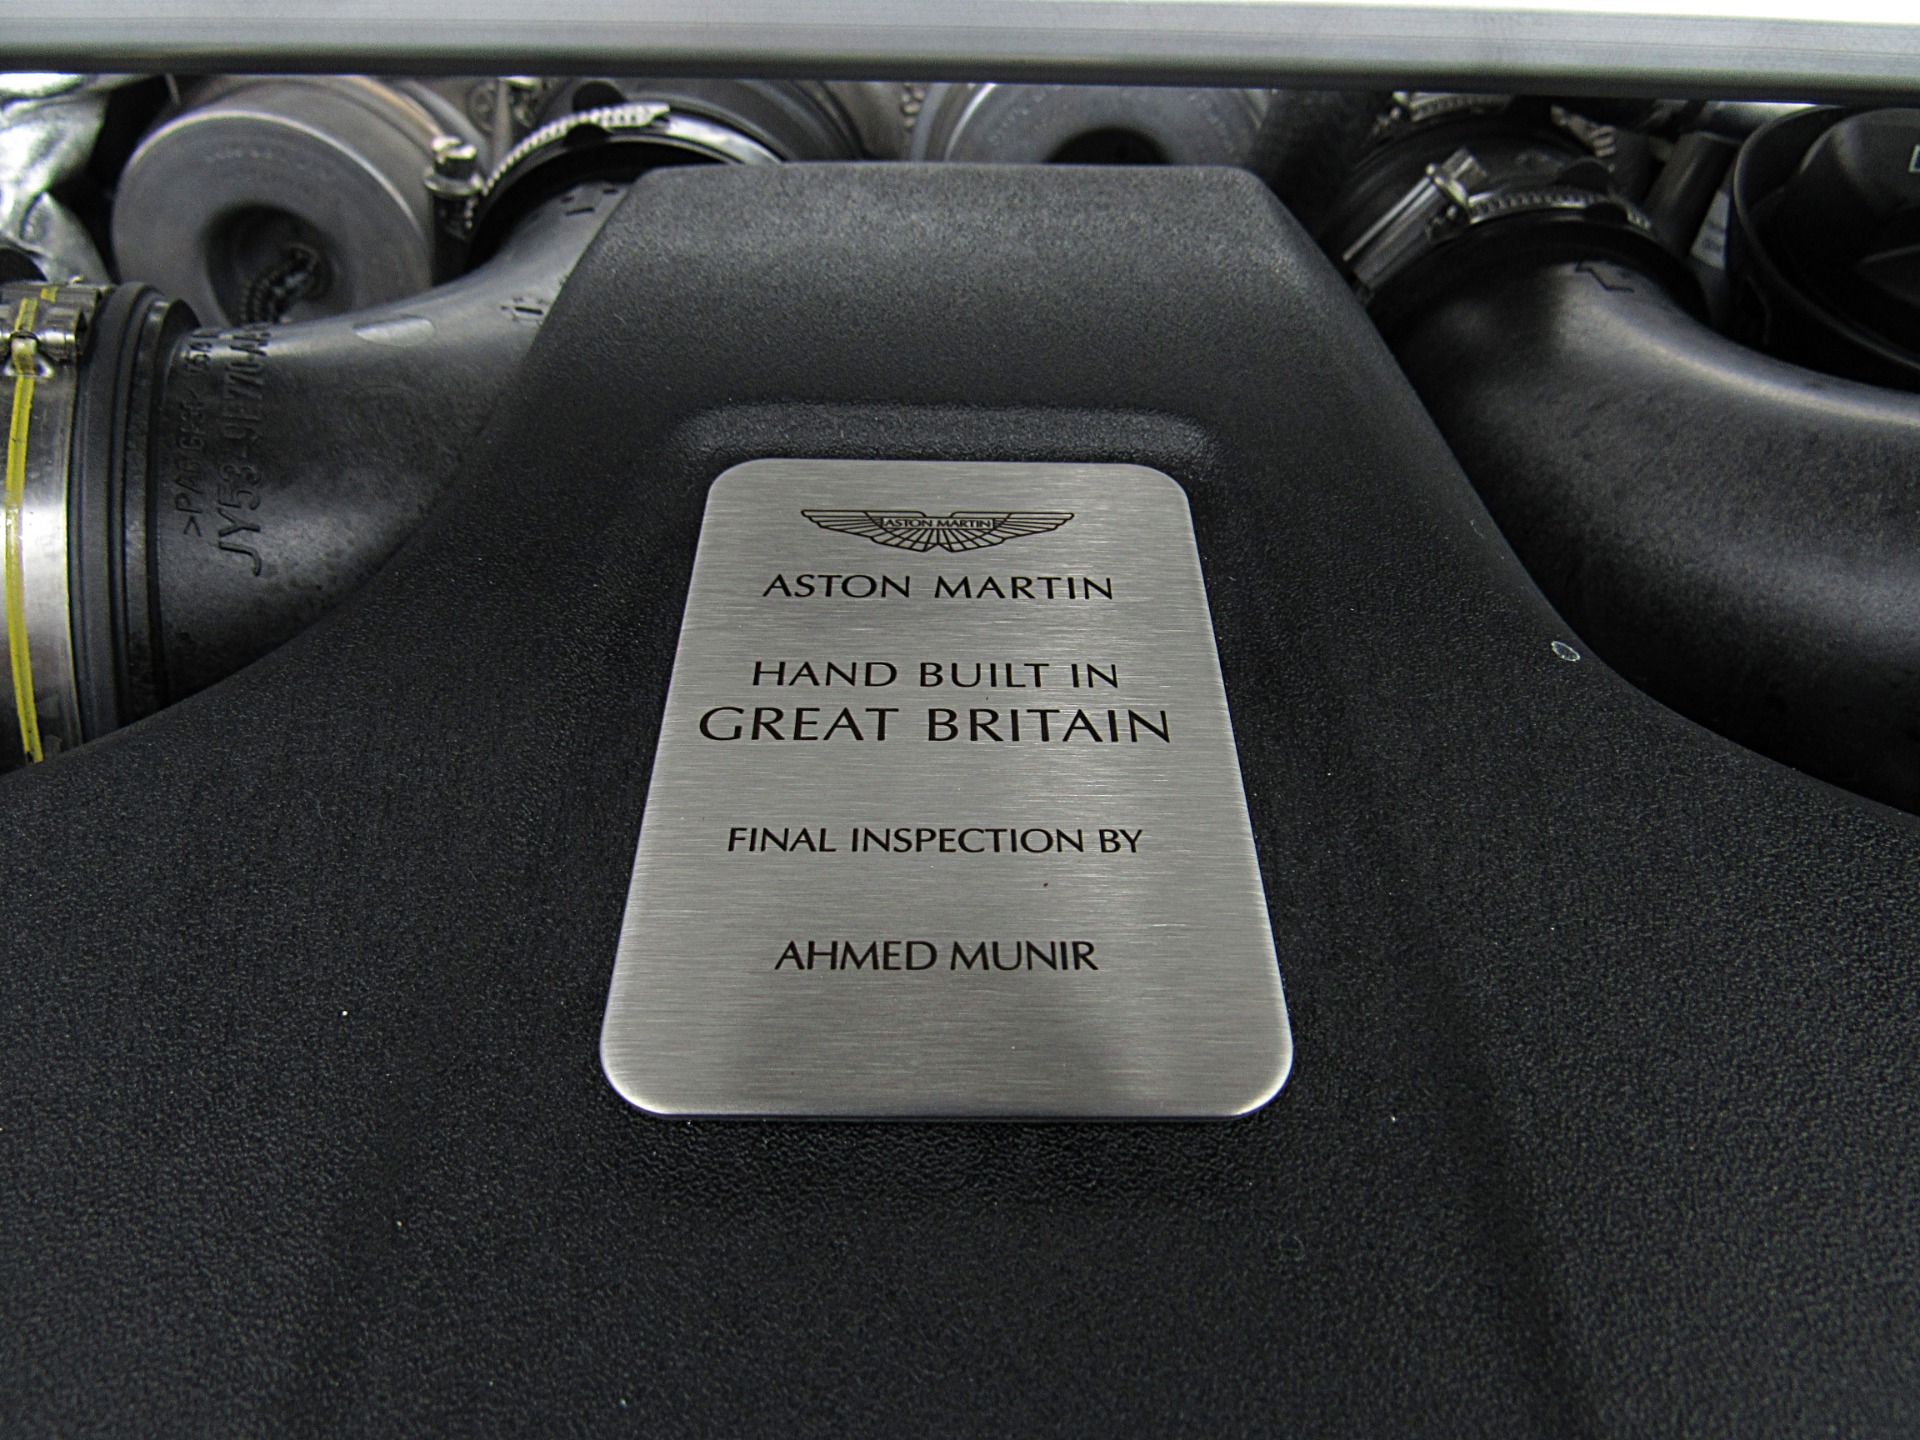 ASTON MARTIN
ASTON MARTIN
HAND BUILT IN
GREAT BRITAIN
FINAL INSPECTION BY
AHMED MUNIR